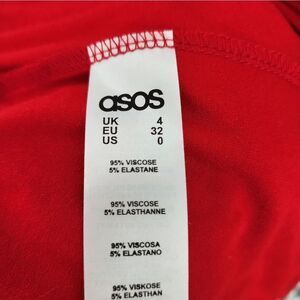 asos
UK 4
EU 32
US 0
95% VISCOSE
5% ELASTANE
95% VISCOSE
5% ELASTHANNE
95% VISCOSA
5% ELASTANO
95% VISKOSE
5% ELASTHAN